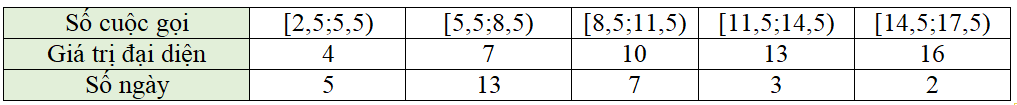 Số cuộc gọi [2,5;5,5) [5,5;8,5) [8,5;11,5) [11,5;14,5) [14,5;17,5)
Giá trị đại diện 4 7 10 13 16
Số ngày 5 13 7 3 2